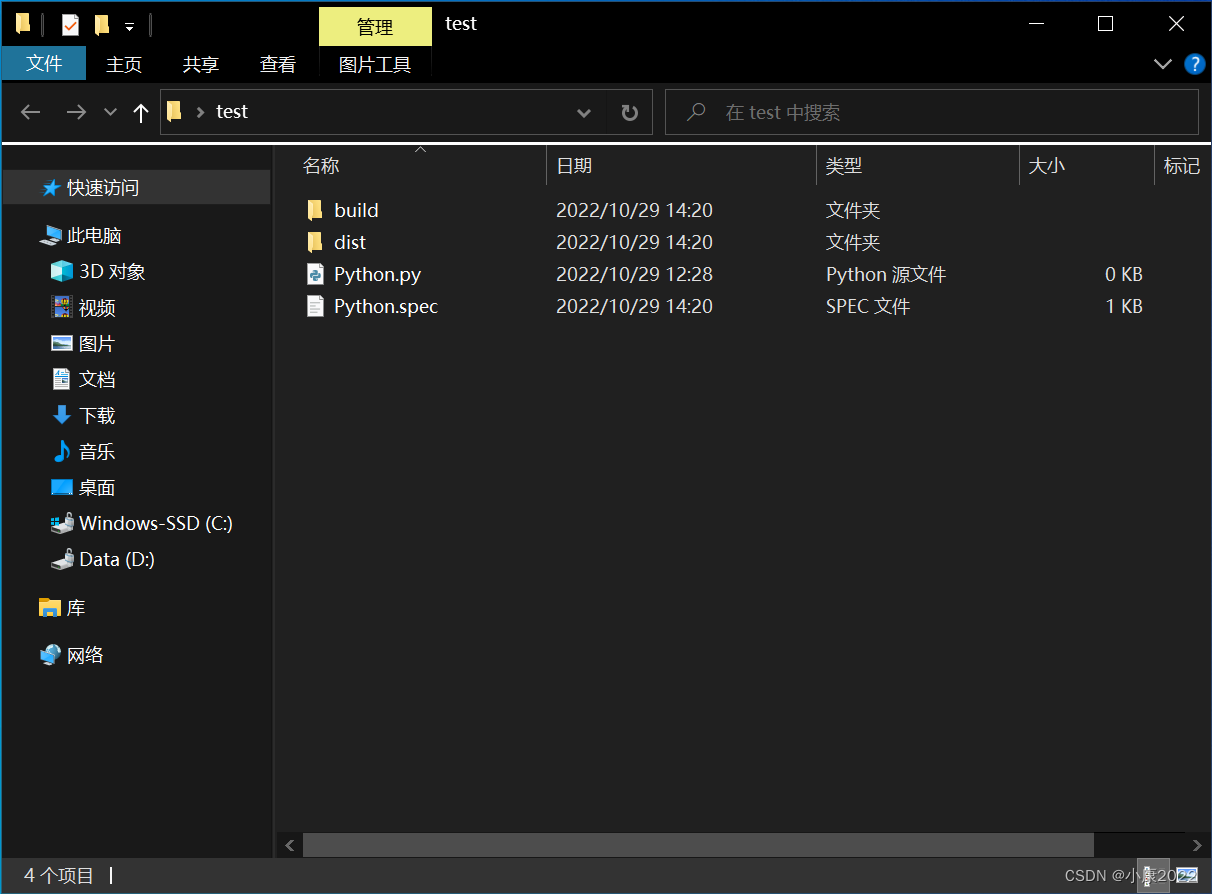 管理 test
文件 主页 共享 查看 图片工具
test 在 test 中搜索
名称 日期 类型 大小 标记
快速访问
build 2022/10/29 14:20 文件夹
此电脑
dist 2022/10/29 14:20 文件夹
3D 对象
Python.py 2022/10/29 12:28 Python 源文件 0 KB
视频
Python.spec 2022/10/29 14:20 SPEC 文件 1 KB
图片
文档
下载
音乐
桌面
Windows-SSD (C:)
Data (D:)
库
网络
4 个项目
CSDN @小康2022